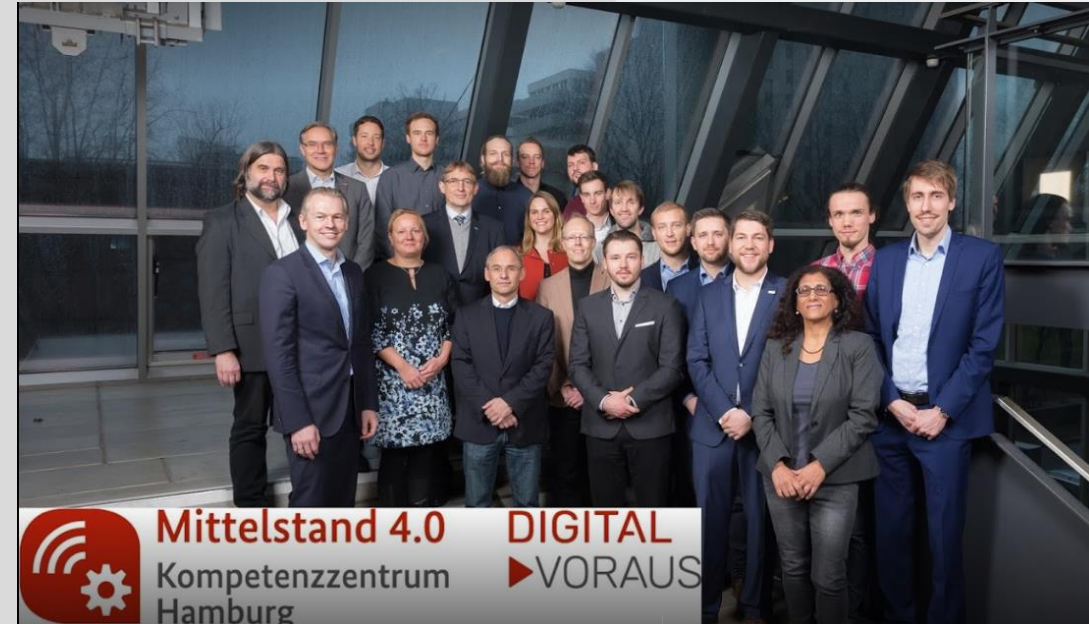 Mittelstand 4.0
Kompetenzzentrum
Hamburg
DIGITAL
VORAUS